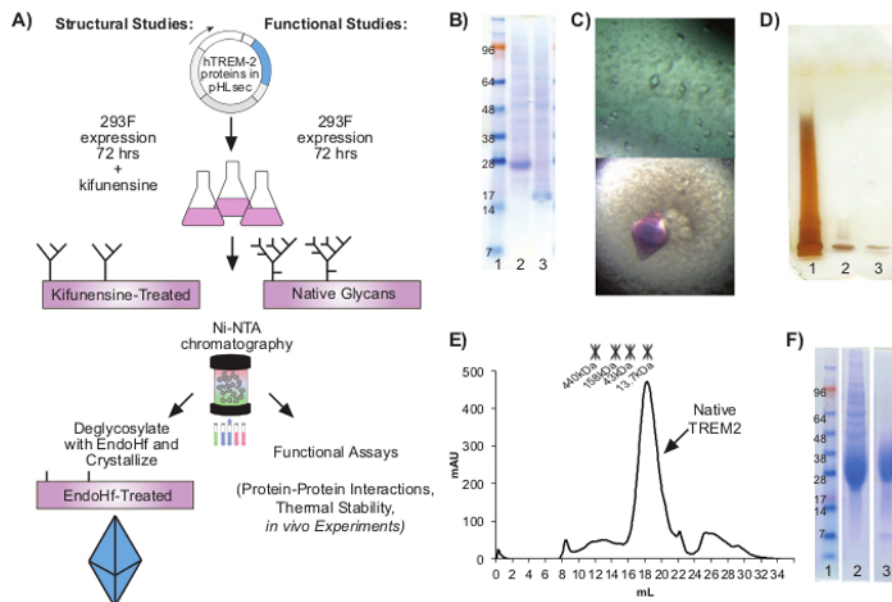 A)
Structural Studies:
Functional Studies:
hTREM-2
proteins in
pHLsec
293F
expression
72 hrs
+
kifunensine
293F
expression
72 hrs
Kifunensine-Treated
Native Glycans
Ni-NTA
chromatography
Deglycosylate
with EndoHf and
Crystallize
EndoHf-Treated
Functional Assays
(Protein-Protein Interactions,
Thermal Stability,
in vivo Experiments)
B)
96
64
48
38
28
17
14
7
1 2 3
C)
D)
1 2 3
E)
440kDa
158kDa
43kDa
13.7kDa
Native
TREM2
500
400
300
200
100
0
mAU
0 2 4 6 8 10 12 14 16 18 20 22 24 26 28 30 32 34
mL
F)
96
64
48
38
28
17
14
7
1 2 3